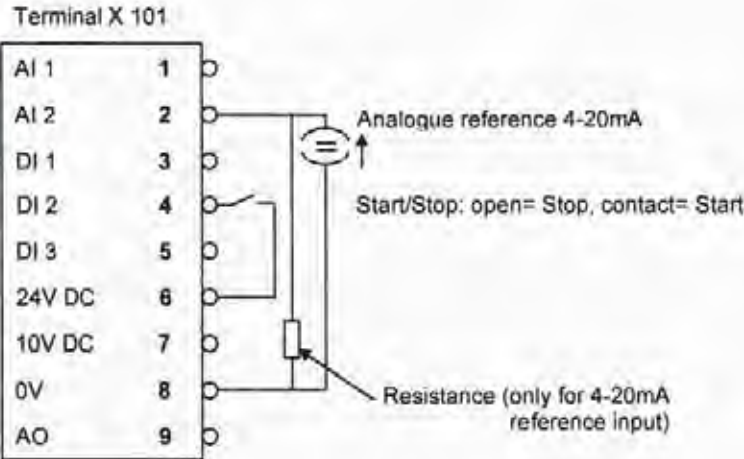 Terminal X 101
AI 1 1
AI 2 2
Analogue reference 4-20mA
DI 1 3
DI 2 4
Start/Stop: open= Stop, contact= Start
DI 3 5
24V DC 6
10V DC 7
0V 8
Resistance (only for 4-20mA
reference input)
AO 9